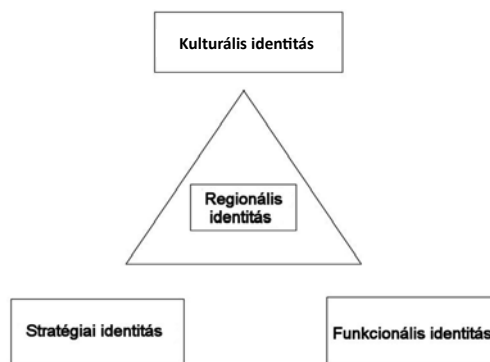 Kulturális identitás
Regionális
identitás
Stratégiai identitás
Funkcionális identitás